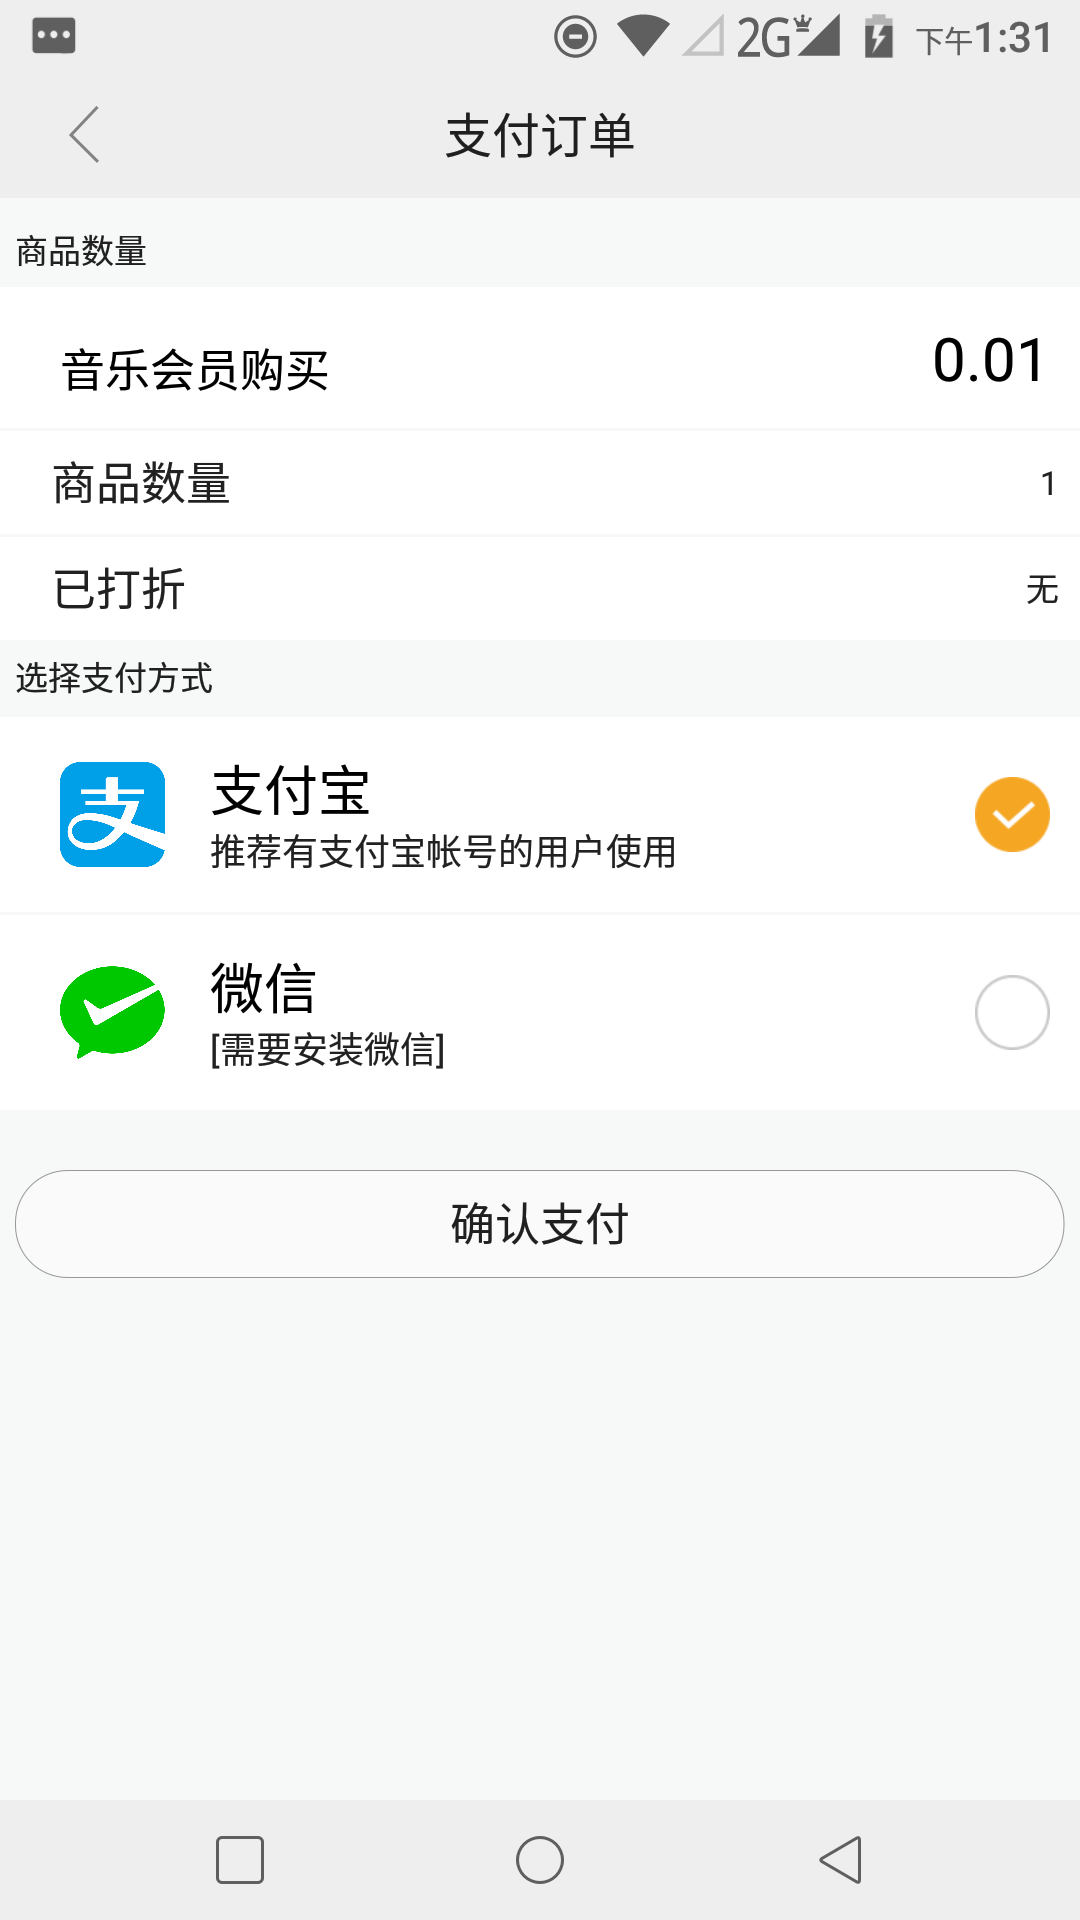 2G 下午1:31
支付订单
商品数量
音乐会员购买 0.01
商品数量 1
已打折 无
选择支付方式
支付宝
推荐有支付宝帐号的用户使用
微信
[需要安装微信]
确认支付